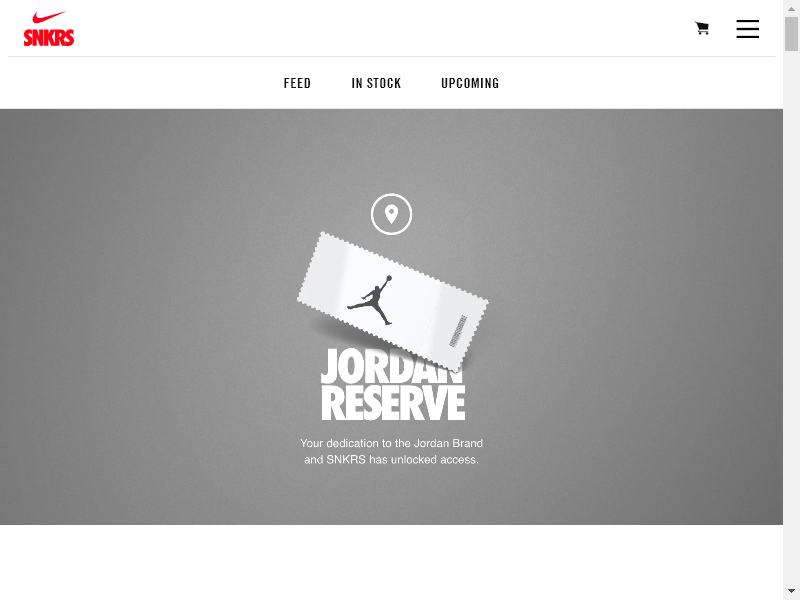 SNKRS
FEED IN STOCK UPCOMING
JORDAN
RESERVE
Your dedication to the Jordan Brand
and SNKRS has unlocked access.